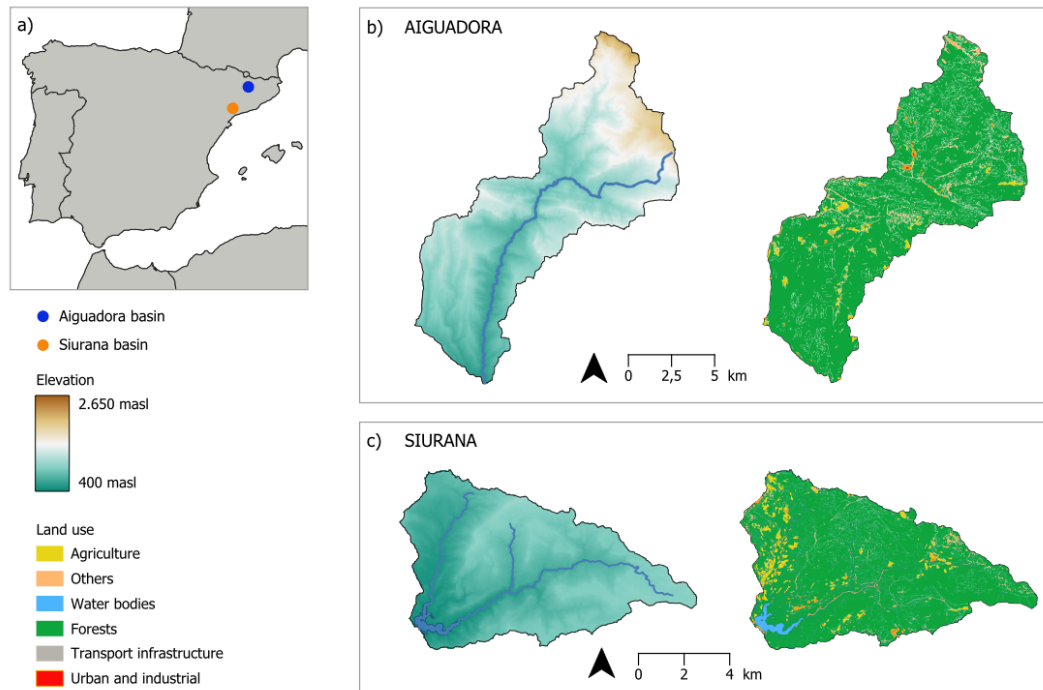 a)
Aiguadora basin
Siurana basin
Elevation
2.650 masl
400 masl
Land use
Agriculture
Others
Water bodies
Forests
Transport infrastructure
Urban and industrial
b) AIGUADORA
0 2,5 5 km
c) SIURANA
0 2 4 km